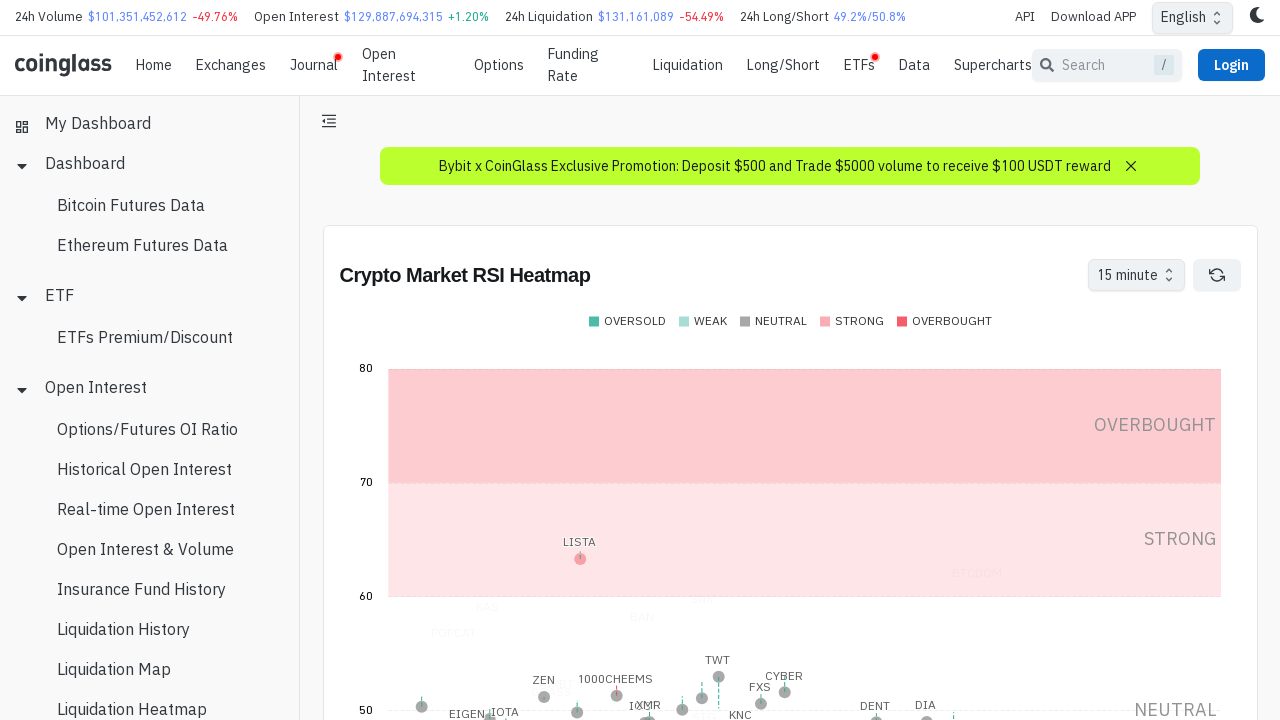 24h Volume $101,351,452,612 -49.76% Open Interest $129,887,694,315 +1.20% 24h Liquidation $131,161,089 -54.49% 24h Long/Short 49.2%/50.8% API Download APP English
coinglass Home Exchanges Journal Open Interest Options Funding Rate Liquidation Long/Short ETFs Data Supercharts Search / Login
My Dashboard
Dashboard
Bitcoin Futures Data
Ethereum Futures Data
ETF
ETFs Premium/Discount
Open Interest
Options/Futures OI Ratio
Historical Open Interest
Real-time Open Interest
Open Interest & Volume
Insurance Fund History
Liquidation History
Liquidation Map
Liquidation Heatmap
Bybit x CoinGlass Exclusive Promotion: Deposit $500 and Trade $5000 volume to receive $100 USDT reward
Crypto Market RSI Heatmap
15 minute
OVERSOLD WEAK NEUTRAL STRONG OVERBOUGHT
80
OVERBOUGHT
70
STRONG
LISTA
60
TWT
ZEN 1000CHEEMS CYBER
FXS
EIGEN IOTA XMR KNC DENT DIA
50
NEUTRAL